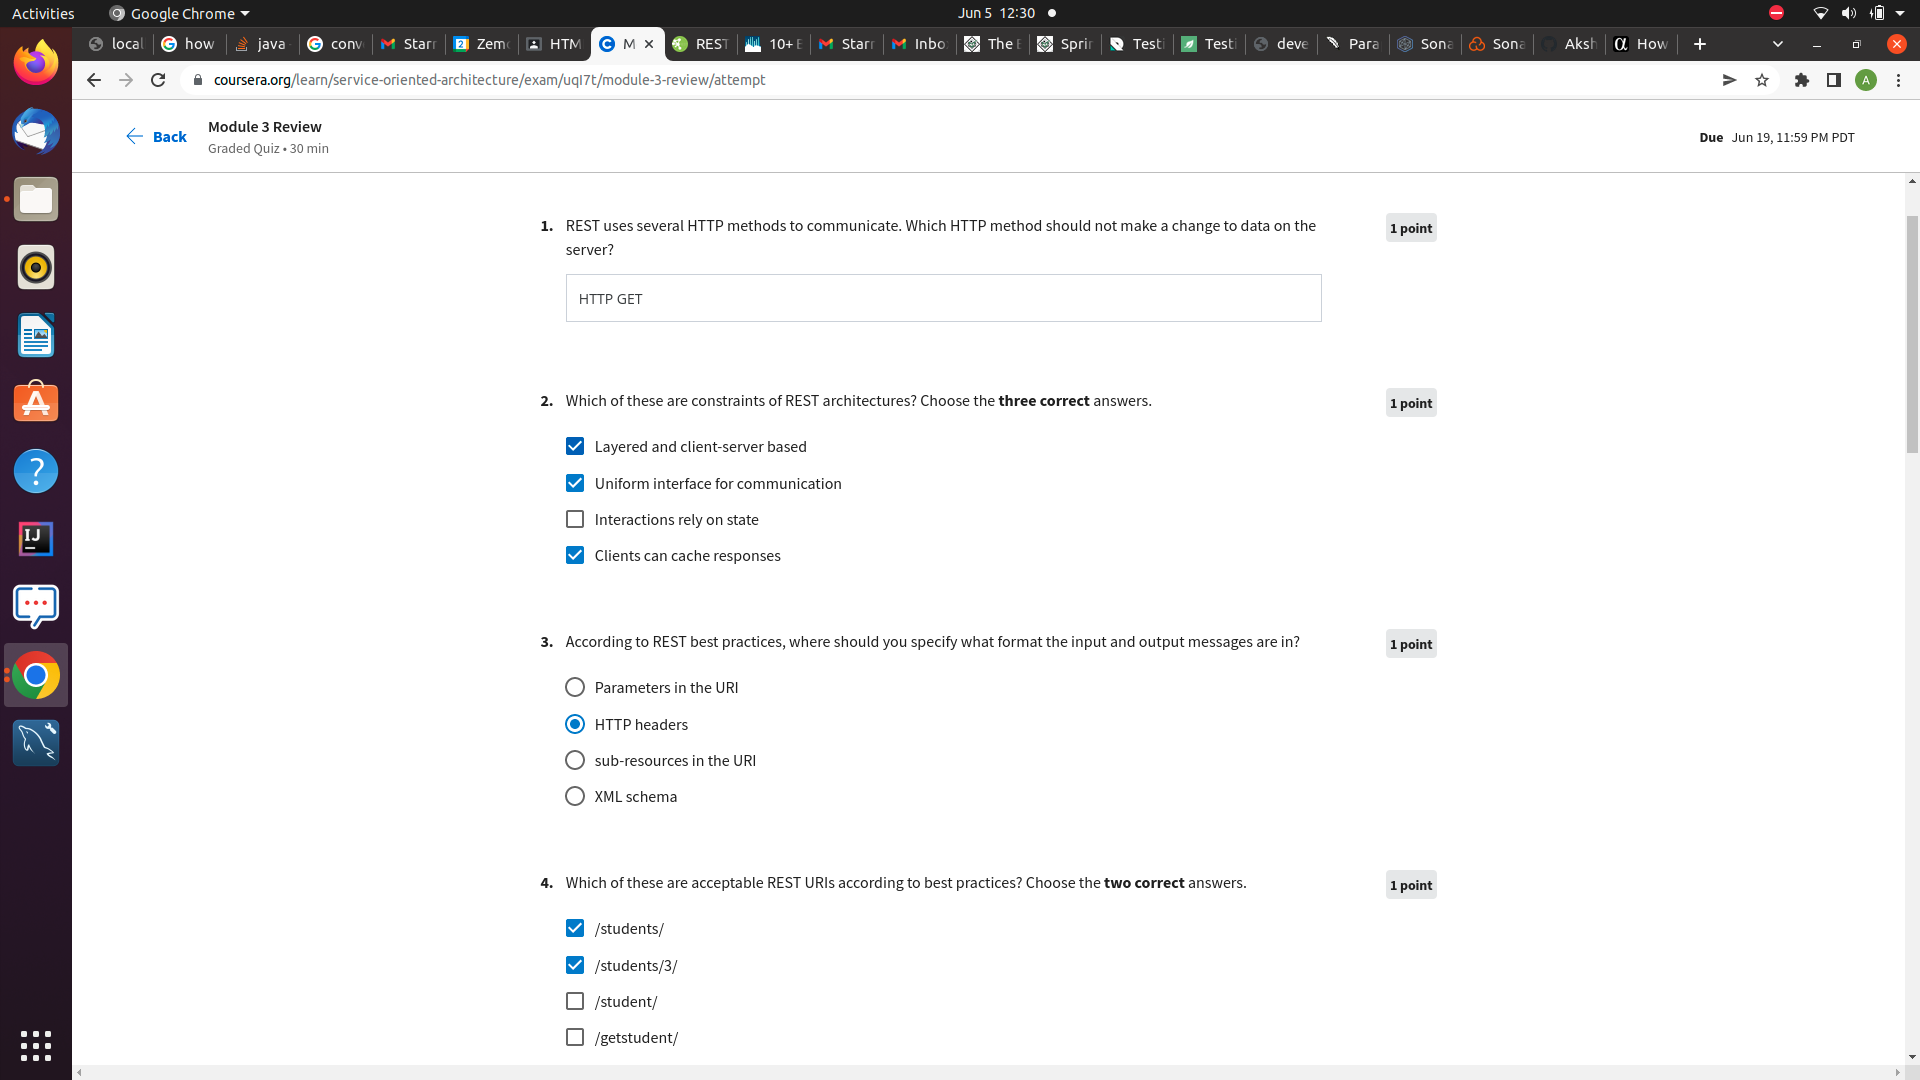 Activities Google Chrome Jun 5 12:30
local how java conv Starr Zem HTM M REST 10+ E Starr Inbo The E Sprin Testi Testi deve Para Sona Sona Aksh How
coursera.org/learn/service-oriented-architecture/exam/uqI7t/module-3-review/attempt A
Back Module 3 Review
Graded Quiz • 30 min
Due Jun 19, 11:59 PM PDT
1. REST uses several HTTP methods to communicate. Which HTTP method should not make a change to data on the
server?
1 point
HTTP GET
2. Which of these are constraints of REST architectures? Choose the three correct answers.
1 point
Layered and client-server based
Uniform interface for communication
Interactions rely on state
Clients can cache responses
3. According to REST best practices, where should you specify what format the input and output messages are in?
1 point
Parameters in the URI
HTTP headers
sub-resources in the URI
XML schema
4. Which of these are acceptable REST URIs according to best practices? Choose the two correct answers.
1 point
/students/
/students/3/
/student/
/getstudent/
IJ